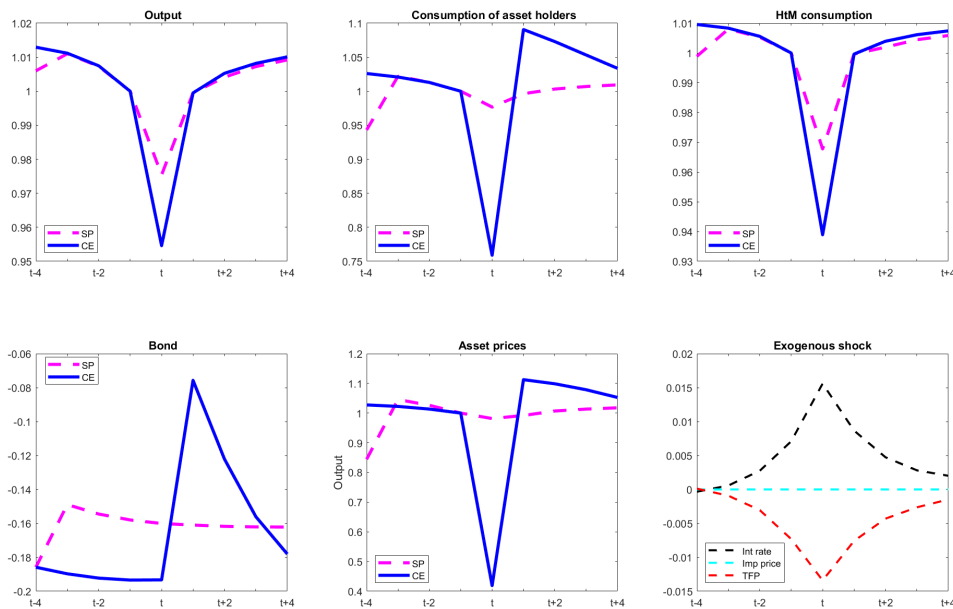 Output
1.02
1.01
1
0.99
0.98
0.97
0.96
0.95
SP
CE
t-4
t-2
t
t+2
t+4
Consumption of asset holders
1.1
1.05
1
0.95
0.9
0.85
0.8
0.75
SP
CE
t-4
t-2
t
t+2
t+4
HtM consumption
1.01
1
0.99
0.98
0.97
0.96
0.95
0.94
0.93
SP
CE
t-4
t-2
t
t+2
t+4
Bond
-0.06
-0.08
-0.1
-0.12
-0.14
-0.16
-0.18
-0.2
SP
CE
t-4
t-2
t
t+2
t+4
Asset prices
Output
1.2
1.1
1
0.9
0.8
0.7
0.6
0.5
0.4
SP
CE
t-4
t-2
t
t+2
t+4
Exogenous shock
0.02
0.015
0.01
0.005
0
-0.005
-0.01
-0.015
Int rate
Imp price
TFP
t-4
t-2
t
t+2
t+4